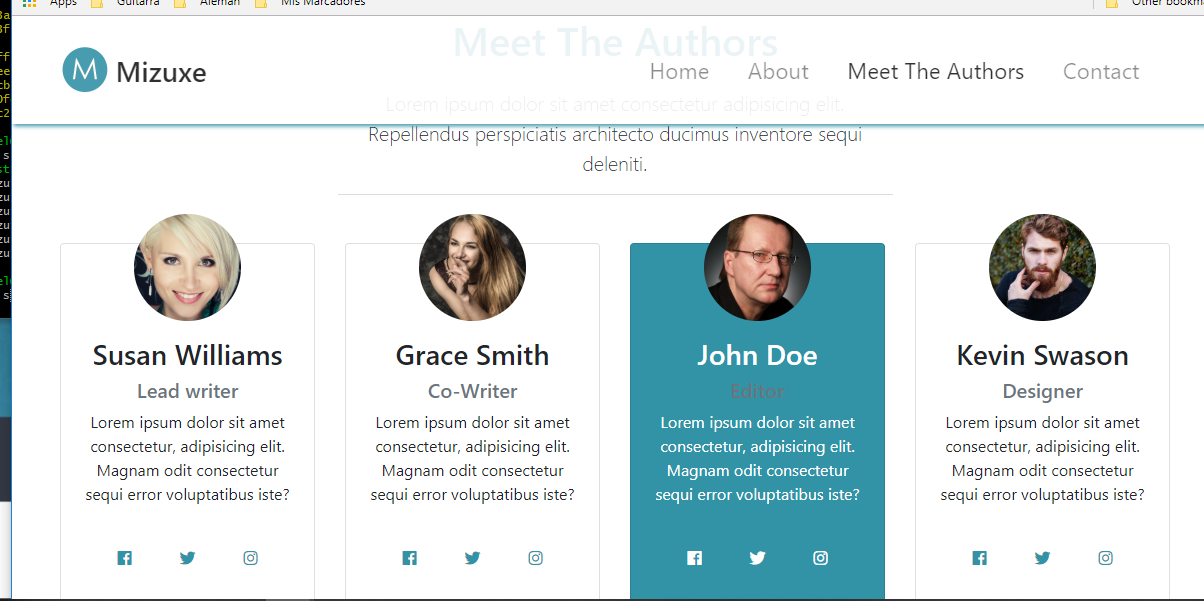 Apps Guitarra Aleman Mis Marcadores
Meet The Authors
M Mizuxe
Home About Meet The Authors Contact
Lorem ipsum dolor sit amet consectetur adipisicing elit.
Repellendus perspiciatis architecto ducimus inventore sequi
deleniti.
Susan Williams
Lead writer
Lorem ipsum dolor sit amet
consectetur, adipisicing elit.
Magnam odit consectetur
sequi error voluptatibus iste?
Grace Smith
Co-Writer
Lorem ipsum dolor sit amet
consectetur, adipisicing elit.
Magnam odit consectetur
sequi error voluptatibus iste?
John Doe
Editor
Lorem ipsum dolor sit amet
consectetur, adipisicing elit.
Magnam odit consectetur
sequi error voluptatibus iste?
Kevin Swason
Designer
Lorem ipsum dolor sit amet
consectetur, adipisicing elit.
Magnam odit consectetur
sequi error voluptatibus iste?